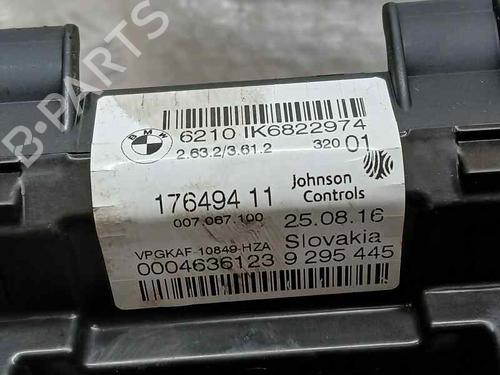 BMW
6210 IK6822974
2.63.2/3.61.2
320 01
176494 11
Johnson
Controls
007.067.100
25.08.16
VPGKAF-10849-HZA
Slovakia
0004636123
9 295 445
B-PARTS